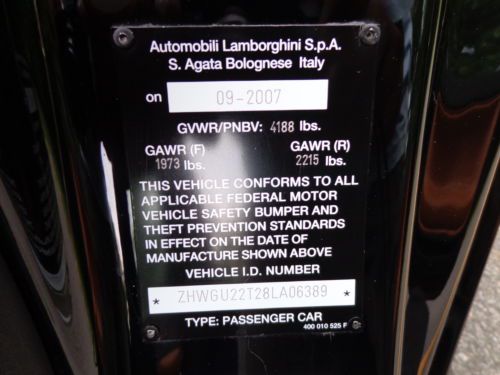 Automobili Lamborghini S.p.A.
S. Agata Bolognese Italy
on 09-2007
GVWR/PNBV: 4188 lbs.
GAWR (F) GAWR (R)
1973 lbs. 2215 lbs.
THIS VEHICLE CONFORMS TO ALL
APPLICABLE FEDERAL MOTOR
VEHICLE SAFETY BUMPER AND
THEFT PREVENTION STANDARDS
IN EFFECT ON THE DATE OF
MANUFACTURE SHOWN ABOVE
VEHICLE I.D. NUMBER
* ZHWGU22T28LA06389 *
TYPE: PASSENGER CAR
400 010 525 F